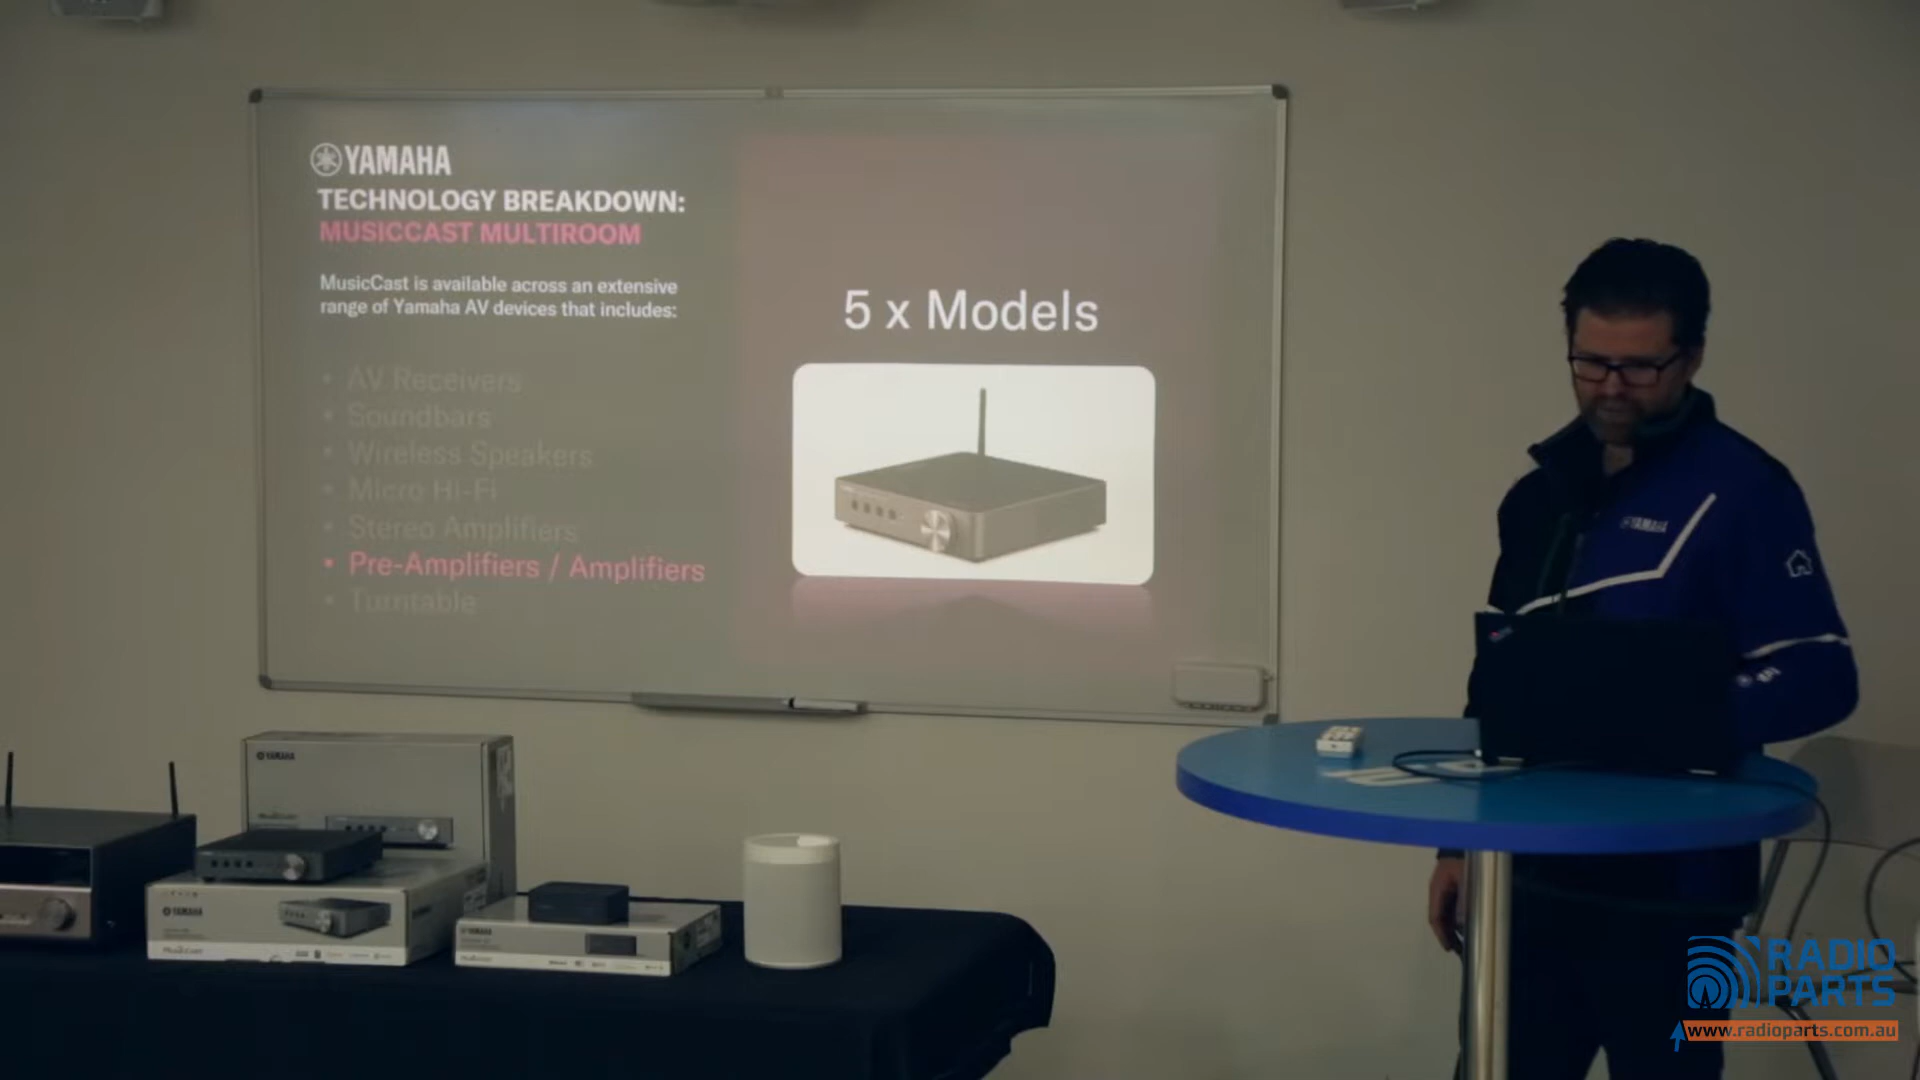 YAMAHA
TECHNOLOGY BREAKDOWN:
MUSICCAST MULTIROOM
MusicCast is available across an extensive
range of Yamaha AV devices that includes:
• AV Receivers
• Soundbars
• Wireless Speakers
• Micro Hi-Fi
• Stereo Amplifiers
• Pre-Amplifiers / Amplifiers
• Turntable
5 x Models
YAMAHA
YAMAHA
YAMAHA
MusicCast
YAMAHA
RADIO
PARTS
www.radioparts.com.au